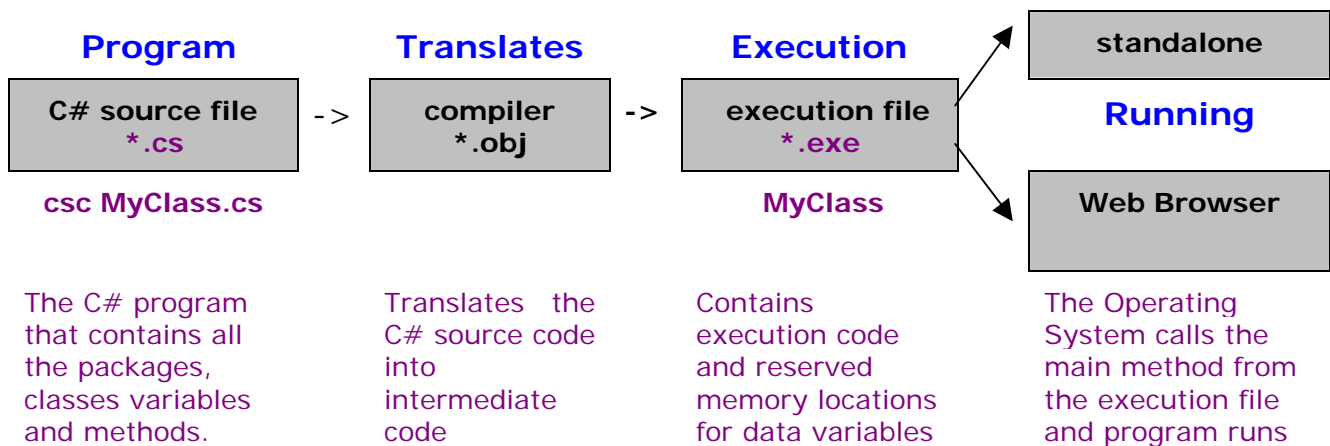 Program
C# source file
*.cs
csc MyClass.cs
The C# program
that contains all
the packages,
classes variables
and methods.
->
Translates
compiler
*.obj
Translates the
C# source code
into
intermediate
code
->
Execution
execution file
*.exe
MyClass
Contains
execution code
and reserved
memory locations
for data variables
standalone
Running
Web Browser
The Operating
System calls the
main method from
the execution file
and program runs